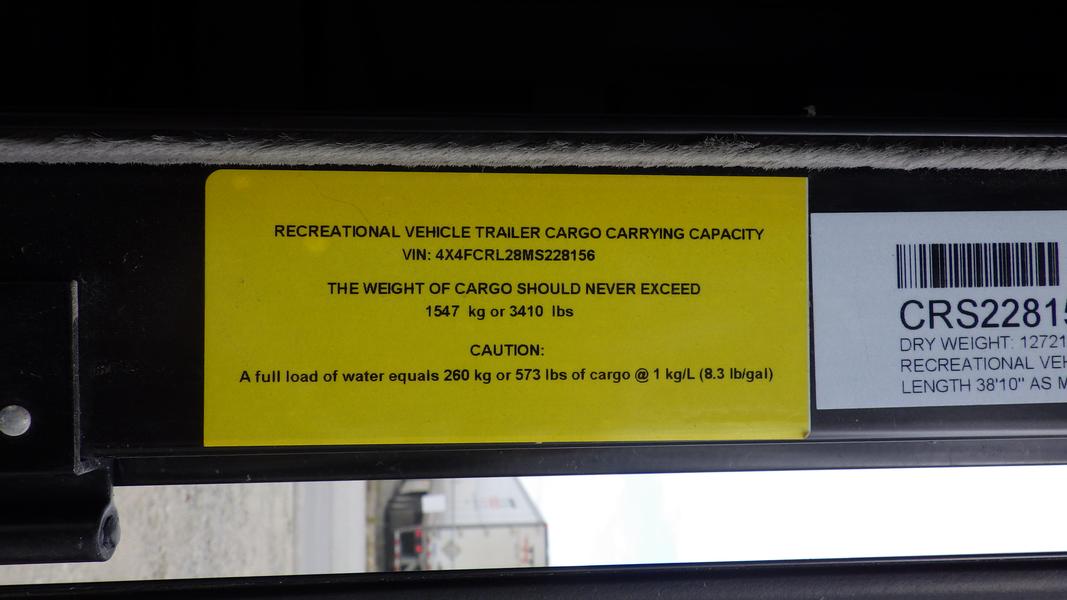 RECREATIONAL VEHICLE TRAILER CARGO CARRYING CAPACITY
VIN: 4X4FCRL28MS228156
THE WEIGHT OF CARGO SHOULD NEVER EXCEED
1547 kg or 3410 lbs
CAUTION:
A full load of water equals 260 kg or 573 lbs of cargo @ 1 kg/L (8.3 lb/gal)
CRS22815
DRY WEIGHT: 12721
RECREATIONAL VEH
LENGTH 38'10" AS M